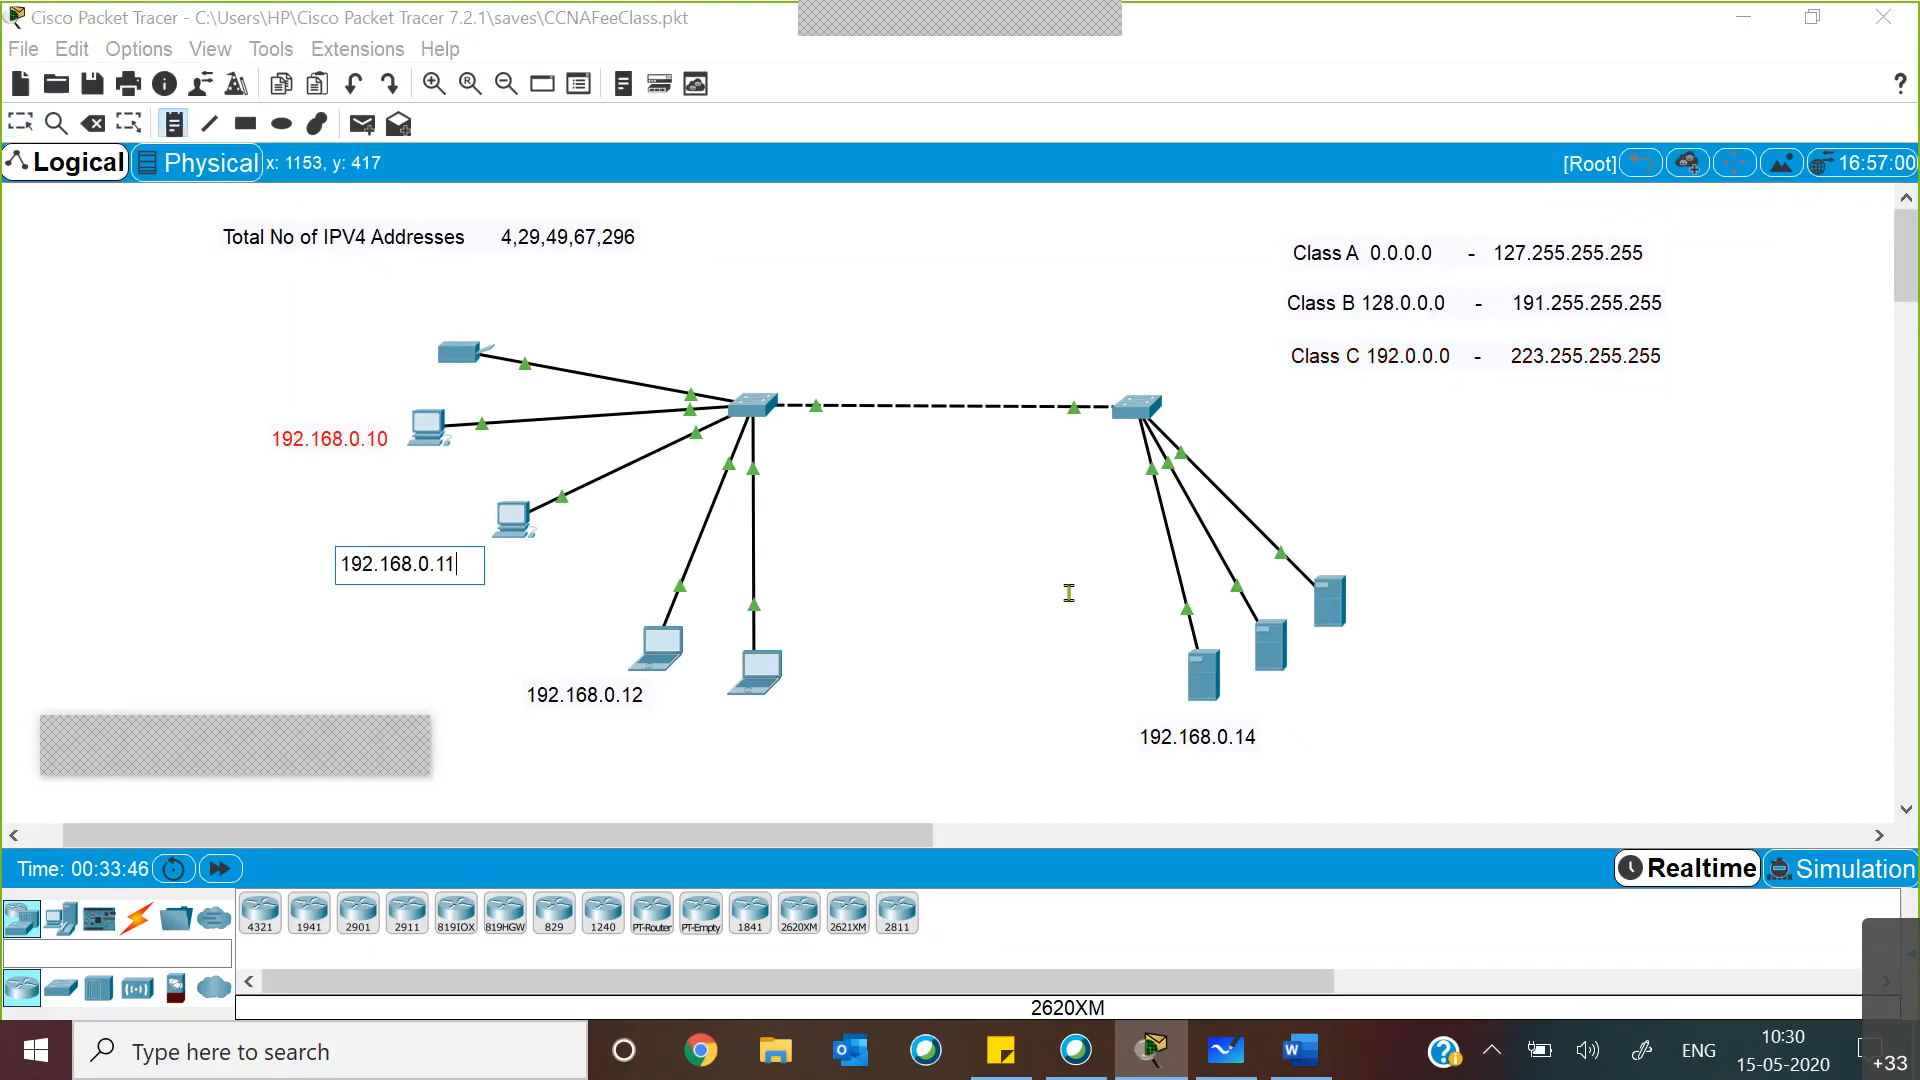 Cisco Packet Tracer - C:\Users\HP\Cisco Packet Tracer 7.2.1\saves\CCNAFeeClass.pkt
File Edit Options View Tools Extensions Help
?
Logical Physical x: 1153, y: 417 [Root] 16:57:00
Total No of IPV4 Addresses 4,29,49,67,296
Class A 0.0.0.0 - 127.255.255.255
Class B 128.0.0.0 - 191.255.255.255
Class C 192.0.0.0 - 223.255.255.255
192.168.0.10
192.168.0.11
192.168.0.12
192.168.0.14
Time: 00:33:46 Realtime Simulation
4321 1941 2901 2911 819IOX 819HGW 829 1240 PT-Router PT-Empty 1841 2620XM 2621XM 2811
2620XM
Type here to search
ENG
10:30
15-05-2020
+33